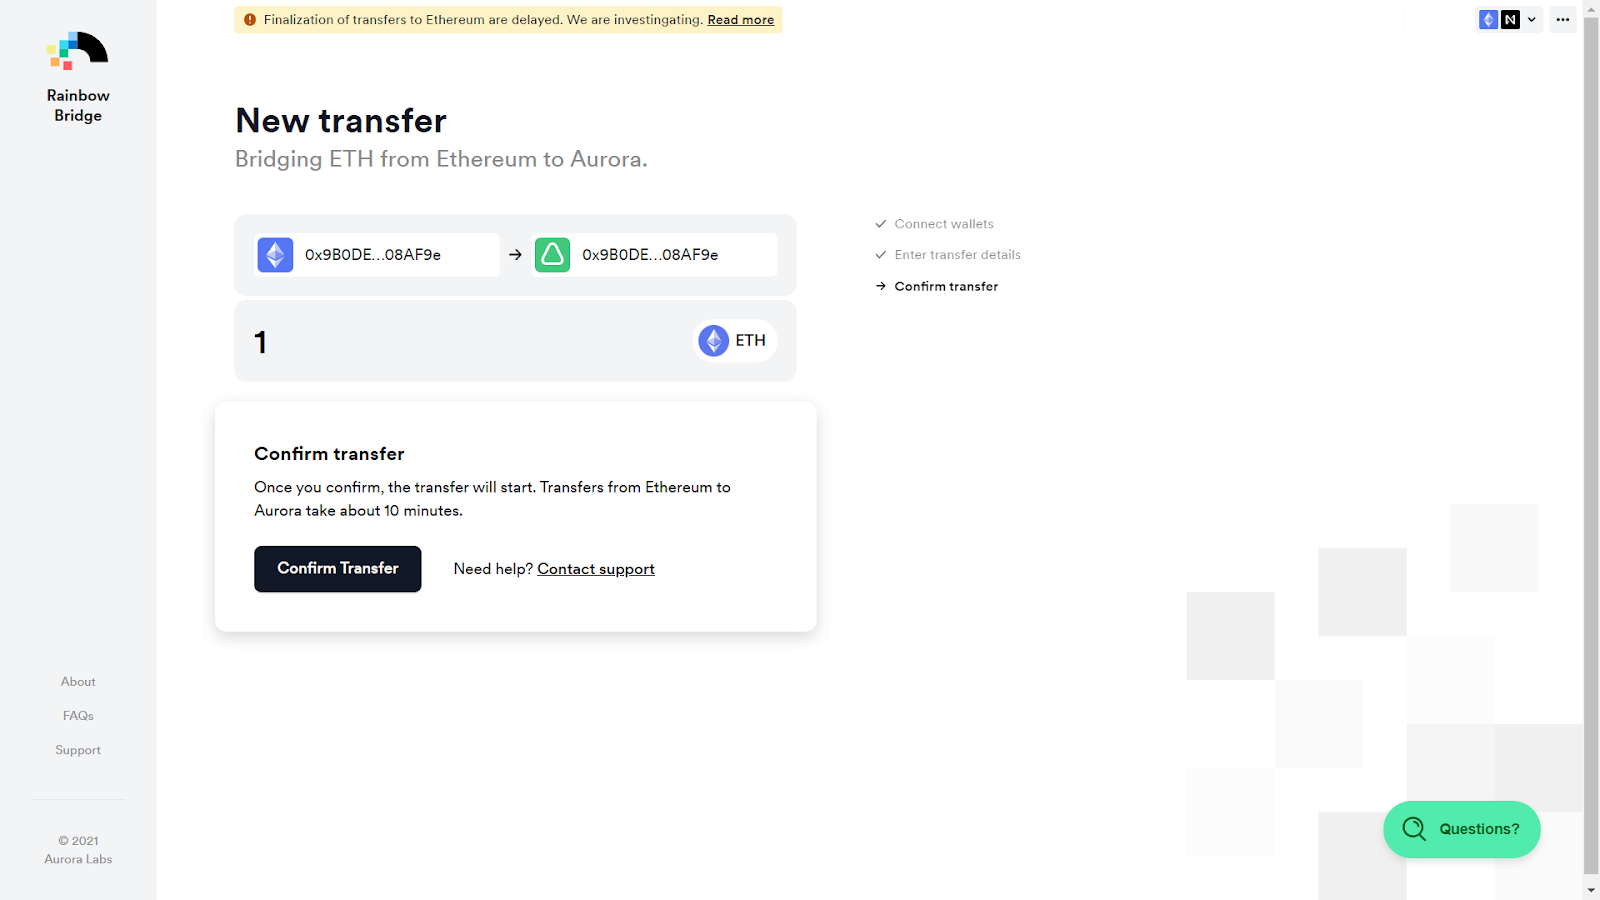 Finalization of transfers to Ethereum are delayed. We are investingating. Read more
Rainbow
Bridge
New transfer
Bridging ETH from Ethereum to Aurora.
0x9B0DE...08AF9e → 0x9B0DE...08AF9e
1
ETH
Connect wallets
Enter transfer details
Confirm transfer
Confirm transfer
Once you confirm, the transfer will start. Transfers from Ethereum to
Aurora take about 10 minutes.
Confirm Transfer
Need help? Contact support
About
FAQs
Support
© 2021
Aurora Labs
Questions?